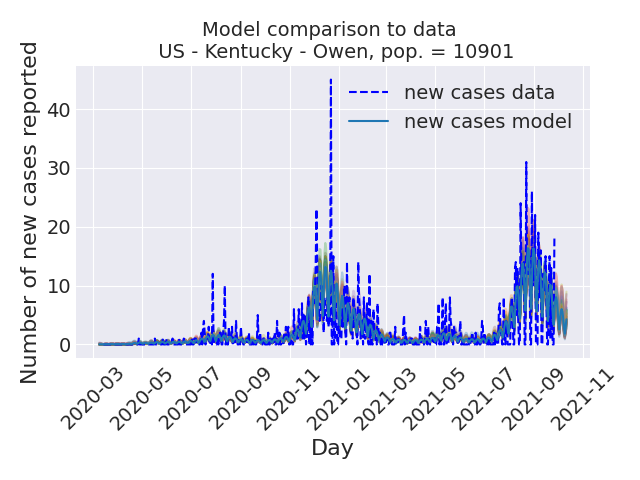 Model comparison to data
US - Kentucky - Owen, pop. = 10901
Number of new cases reported
40
30
20
10
0
new cases data
new cases model
2020-03
2020-05
2020-07
2020-09
2020-11
2021-01
2021-03
2021-05
2021-07
2021-09
2021-11
Day